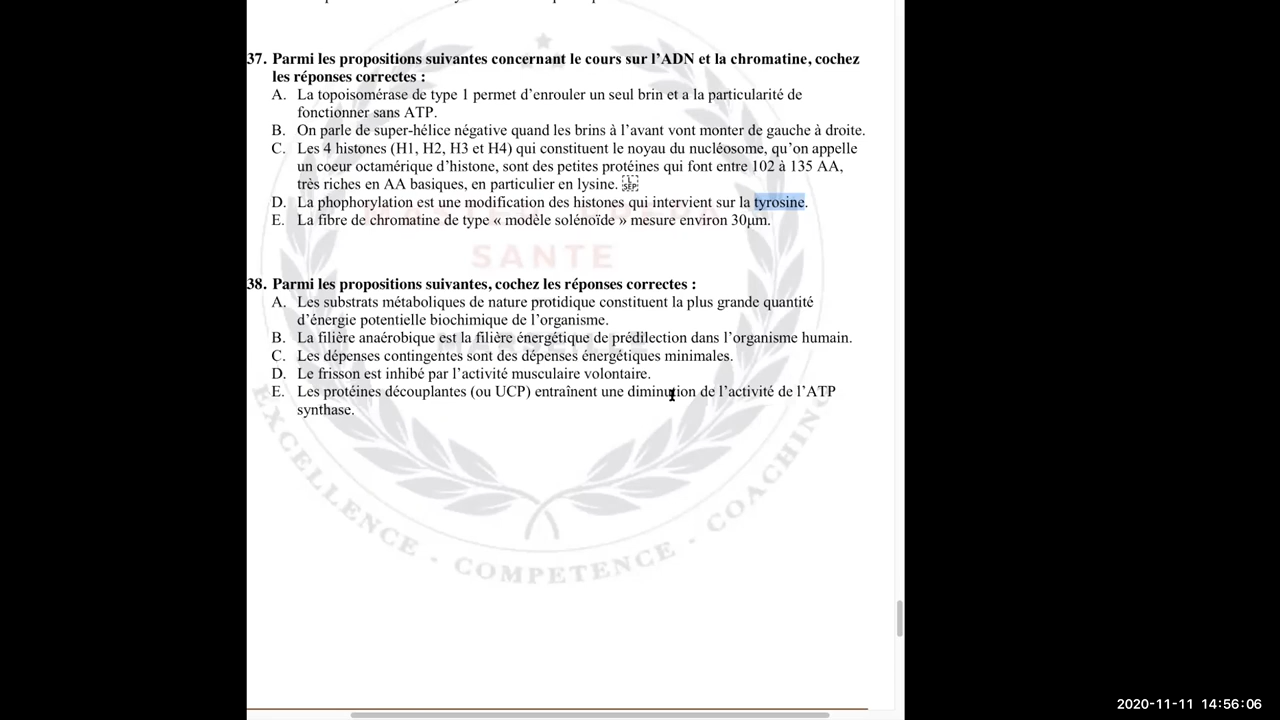 37. Parmi les propositions suivantes concernant le cours sur l'ADN et la chromatine, cochez
les réponses correctes :
A. La topoisomérase de type 1 permet d'enrouler un seul brin et a la particularité de
fonctionner sans ATP.
B. On parle de super-hélice négative quand les brins à l'avant vont monter de gauche à droite.
C. Les 4 histones (H1, H2, H3 et H4) qui constituent le noyau du nucléosome, qu'on appelle
un coeur octamérique d'histone, sont des petites protéines qui font entre 102 à 135 AA,
très riches en AA basiques, en particulier en lysine. L SEP
D. La phophorylation est une modification des histones qui intervient sur la tyrosine.
E. La fibre de chromatine de type « modèle solénoïde » mesure environ 30µm.
SANTE
38. Parmi les propositions suivantes, cochez les réponses correctes :
A. Les substrats métaboliques de nature protidique constituent la plus grande quantité
d'énergie potentielle biochimique de l'organisme.
B. La filière anaérobique est la filière énergétique de prédilection dans l'organisme humain.
C. Les dépenses contingentes sont des dépenses énergétiques minimales.
D. Le frisson est inhibé par l'activité musculaire volontaire.
E. Les protéines découplantes (ou UCP) entraînent une diminution de l'activité de l'ATP
synthase.
EXCELLENCE - COMPETENCE - COACHING
2020-11-11 14:56:06